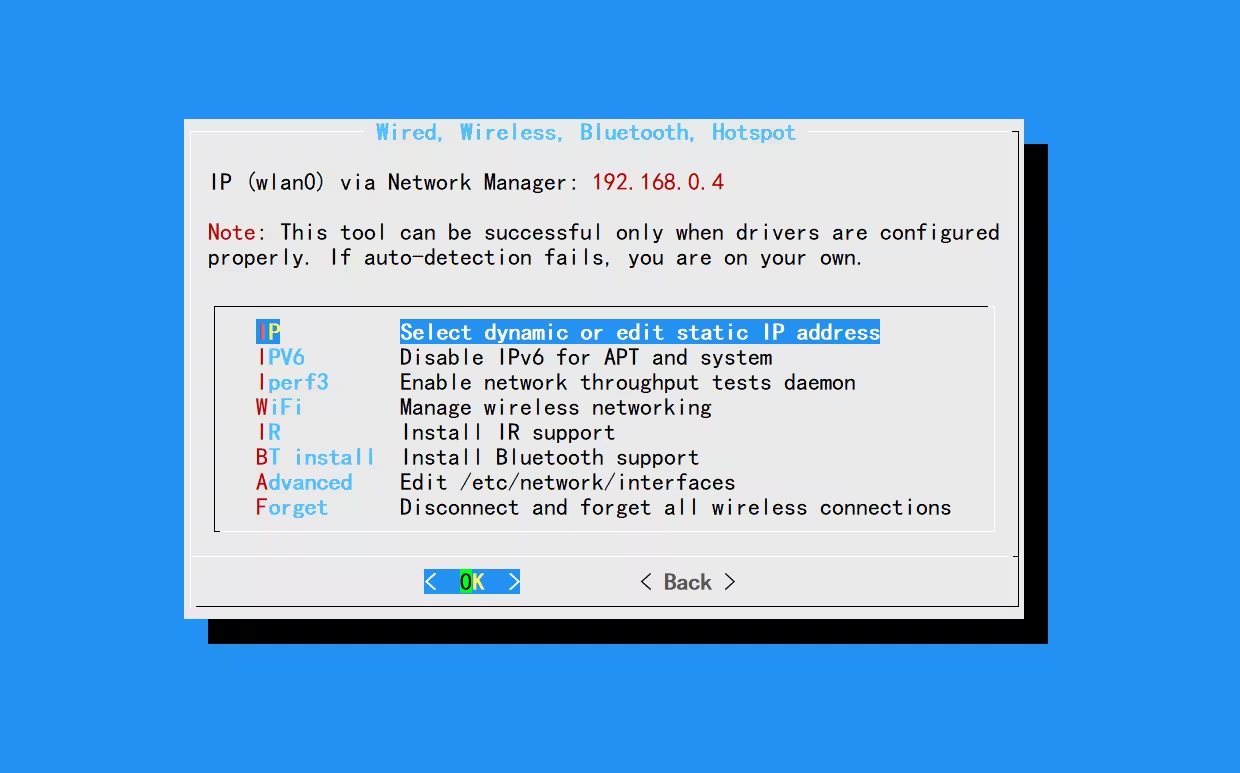 Wired, Wireless, Bluetooth, Hotspot
IP (wlan0) via Network Manager: 192.168.0.4
Note: This tool can be successful only when drivers are configured
properly. If auto-detection fails, you are on your own.
IP Select dynamic or edit static IP address
IPV6 Disable IPv6 for APT and system
Iperf3 Enable network throughput tests daemon
WiFi Manage wireless networking
IR Install IR support
BT install Install Bluetooth support
Advanced Edit /etc/network/interfaces
Forget Disconnect and forget all wireless connections
< OK > < Back >